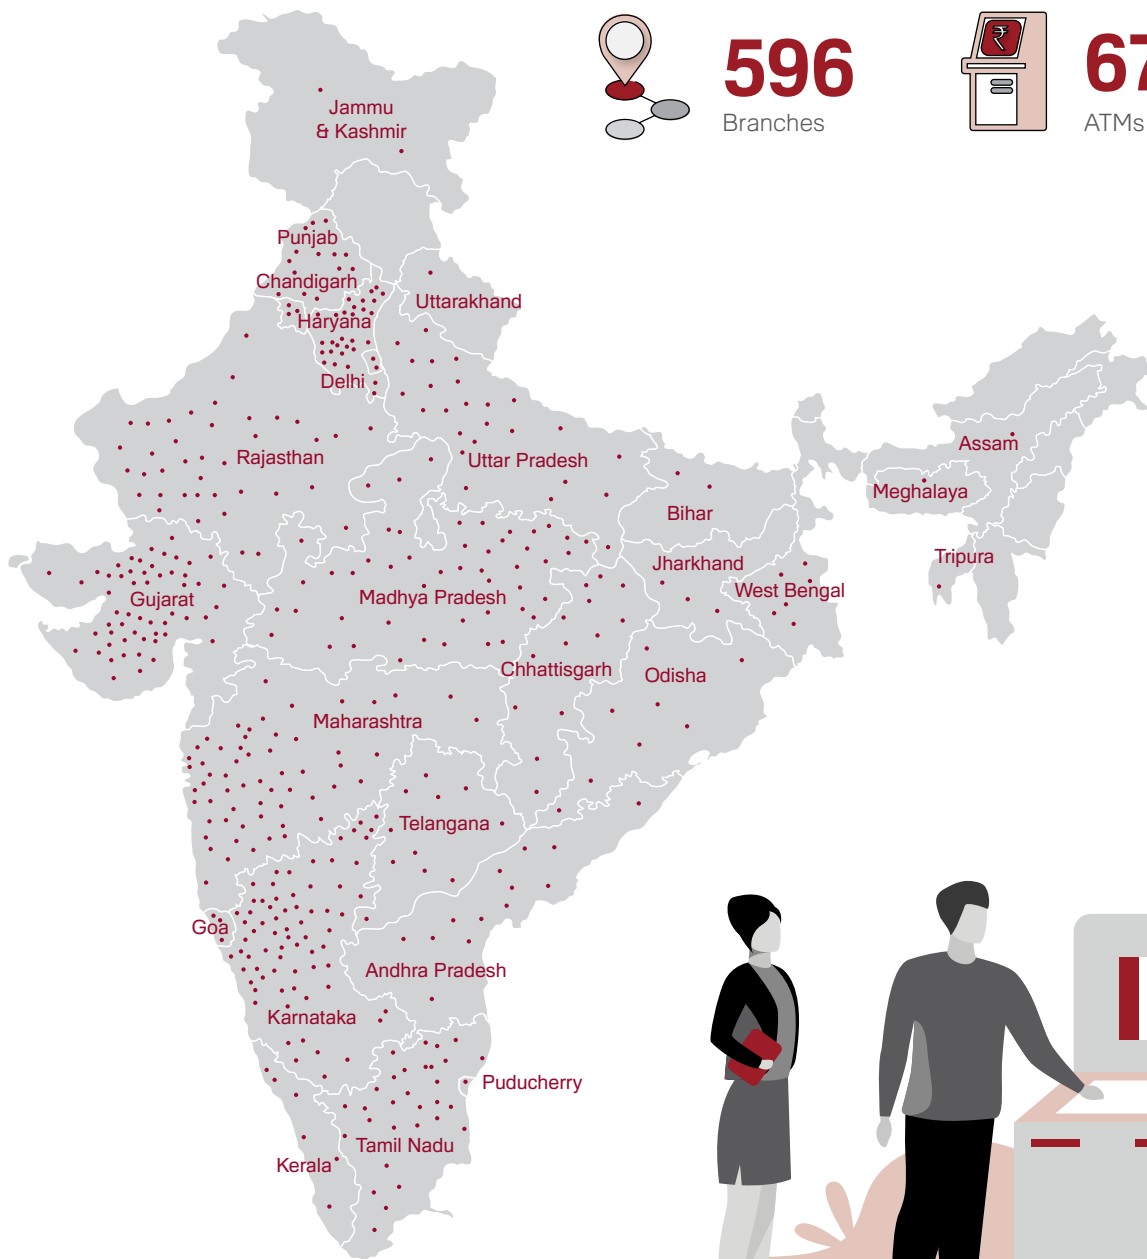 596
Branches
ATMs
₹
Jammu
& Kashmir
Punjab
Chandigarh
Uttarakhand
Haryana
Delhi
Rajasthan
Uttar Pradesh
Assam
Meghalaya
Bihar
Tripura
Jharkhand
West Bengal
Gujarat
Madhya Pradesh
Chhattisgarh
Odisha
Maharashtra
Telangana
Goa
Andhra Pradesh
Karnataka
Puducherry
Tamil Nadu
Kerala